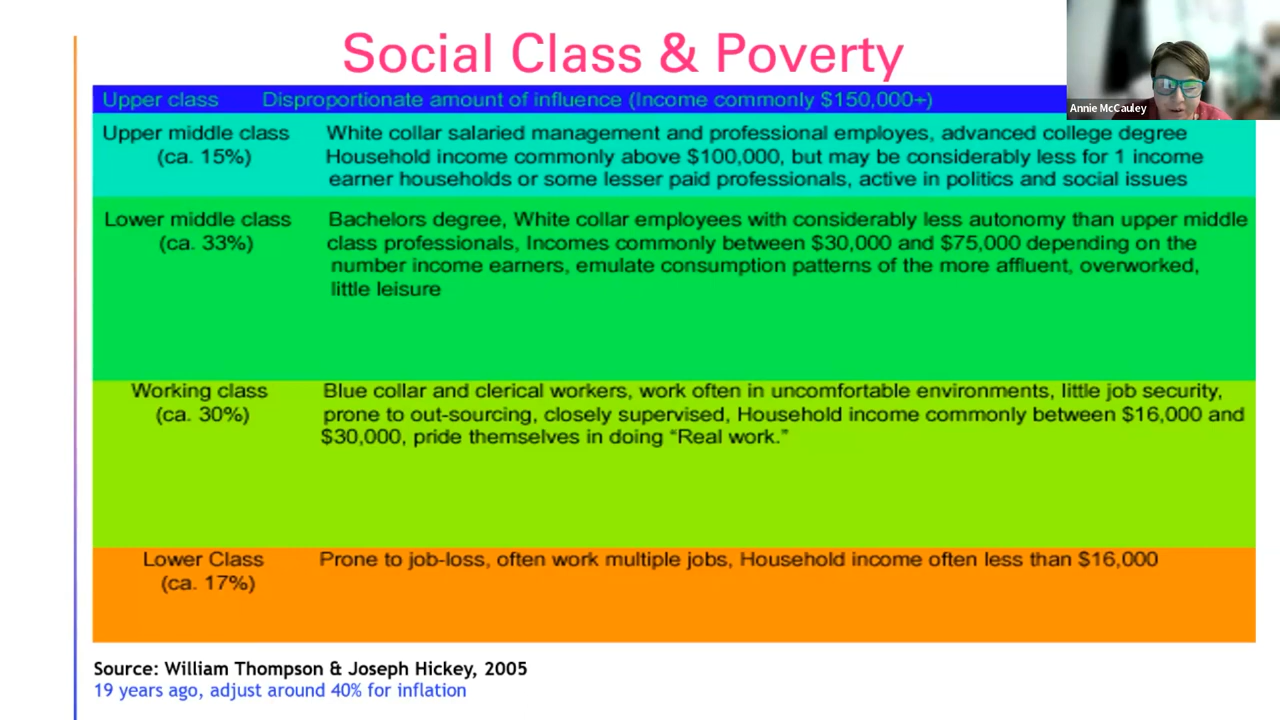 Social Class & Poverty
Annie McCauley
Upper class Disproportionate amount of influence (Income commonly $150,000+)
Upper middle class White collar salaried management and professional employes, advanced college degree
(ca. 15%) Household income commonly above $100,000, but may be considerably less for 1 income
earner households or some lesser paid professionals, active in politics and social issues
Lower middle class Bachelors degree, White collar employees with considerably less autonomy than upper middle
(ca. 33%) class professionals, Incomes commonly between $30,000 and $75,000 depending on the
number income earners, emulate consumption patterns of the more affluent, overworked,
little leisure
Working class Blue collar and clerical workers, work often in uncomfortable environments, little job security,
(ca. 30%) prone to out-sourcing, closely supervised, Household income commonly between $16,000 and
$30,000, pride themselves in doing “Real work.”
Lower Class Prone to job-loss, often work multiple jobs, Household income often less than $16,000
(ca. 17%)
Source: William Thompson & Joseph Hickey, 2005
19 years ago, adjust around 40% for inflation